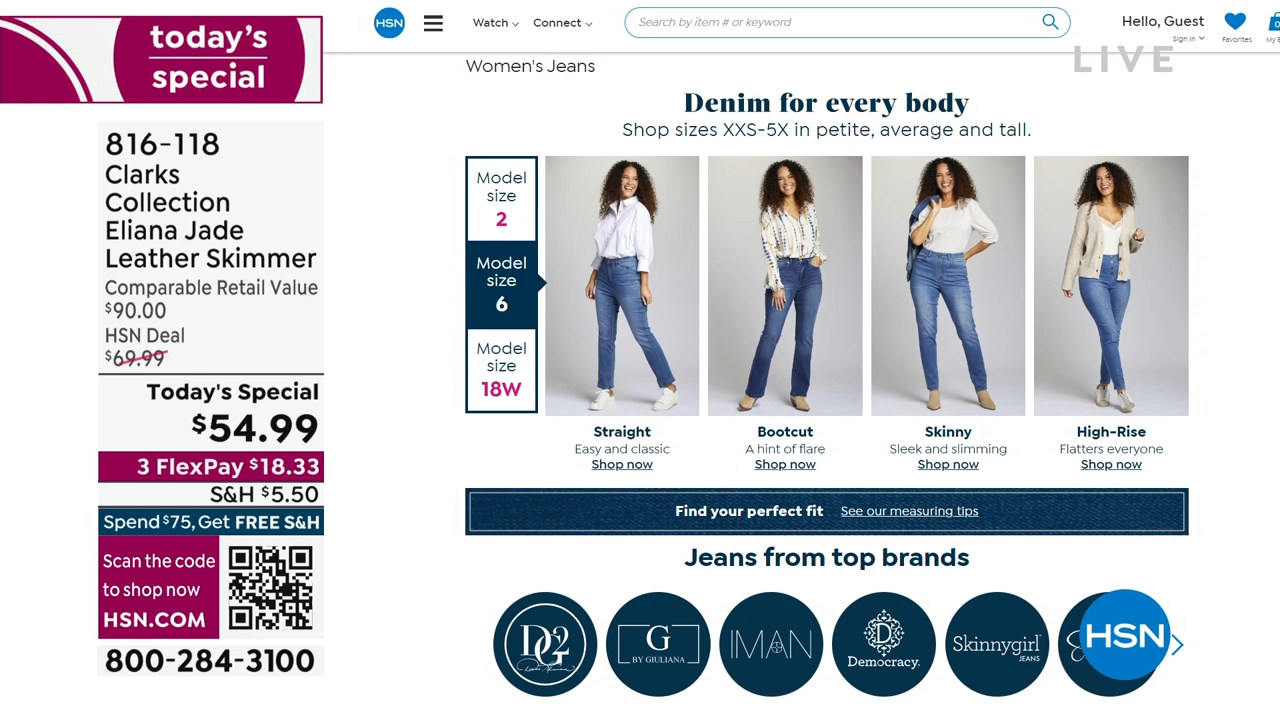 today's
special
816-118
Clarks
Collection
Eliana Jade
Leather Skimmer
Comparable Retail Value
$90.00
HSN Deal
$69.99
Today's Special
$54.99
3 FlexPay $18.33
S&H $5.50
Spend $75, Get FREE S&H
Scan the code
to shop now
HSN.COM
800-284-3100
HSN
Watch
Connect
Search by item # or keyword
Hello, Guest
Sign In
Favorites
LIVE
Women's Jeans
Denim for every body
Shop sizes XXS-5X in petite, average and tall.
Model
size
2
Model
size
6
Model
size
18W
Straight
Easy and classic
Shop now
Bootcut
A hint of flare
Shop now
Skinny
Sleek and slimming
Shop now
High-Rise
Flatters everyone
Shop now
Find your perfect fit See our measuring tips
Jeans from top brands
DG2
G
BY GIULIANA
IMAN
D
Democracy.
Skinnygirl
JEANS
HSN